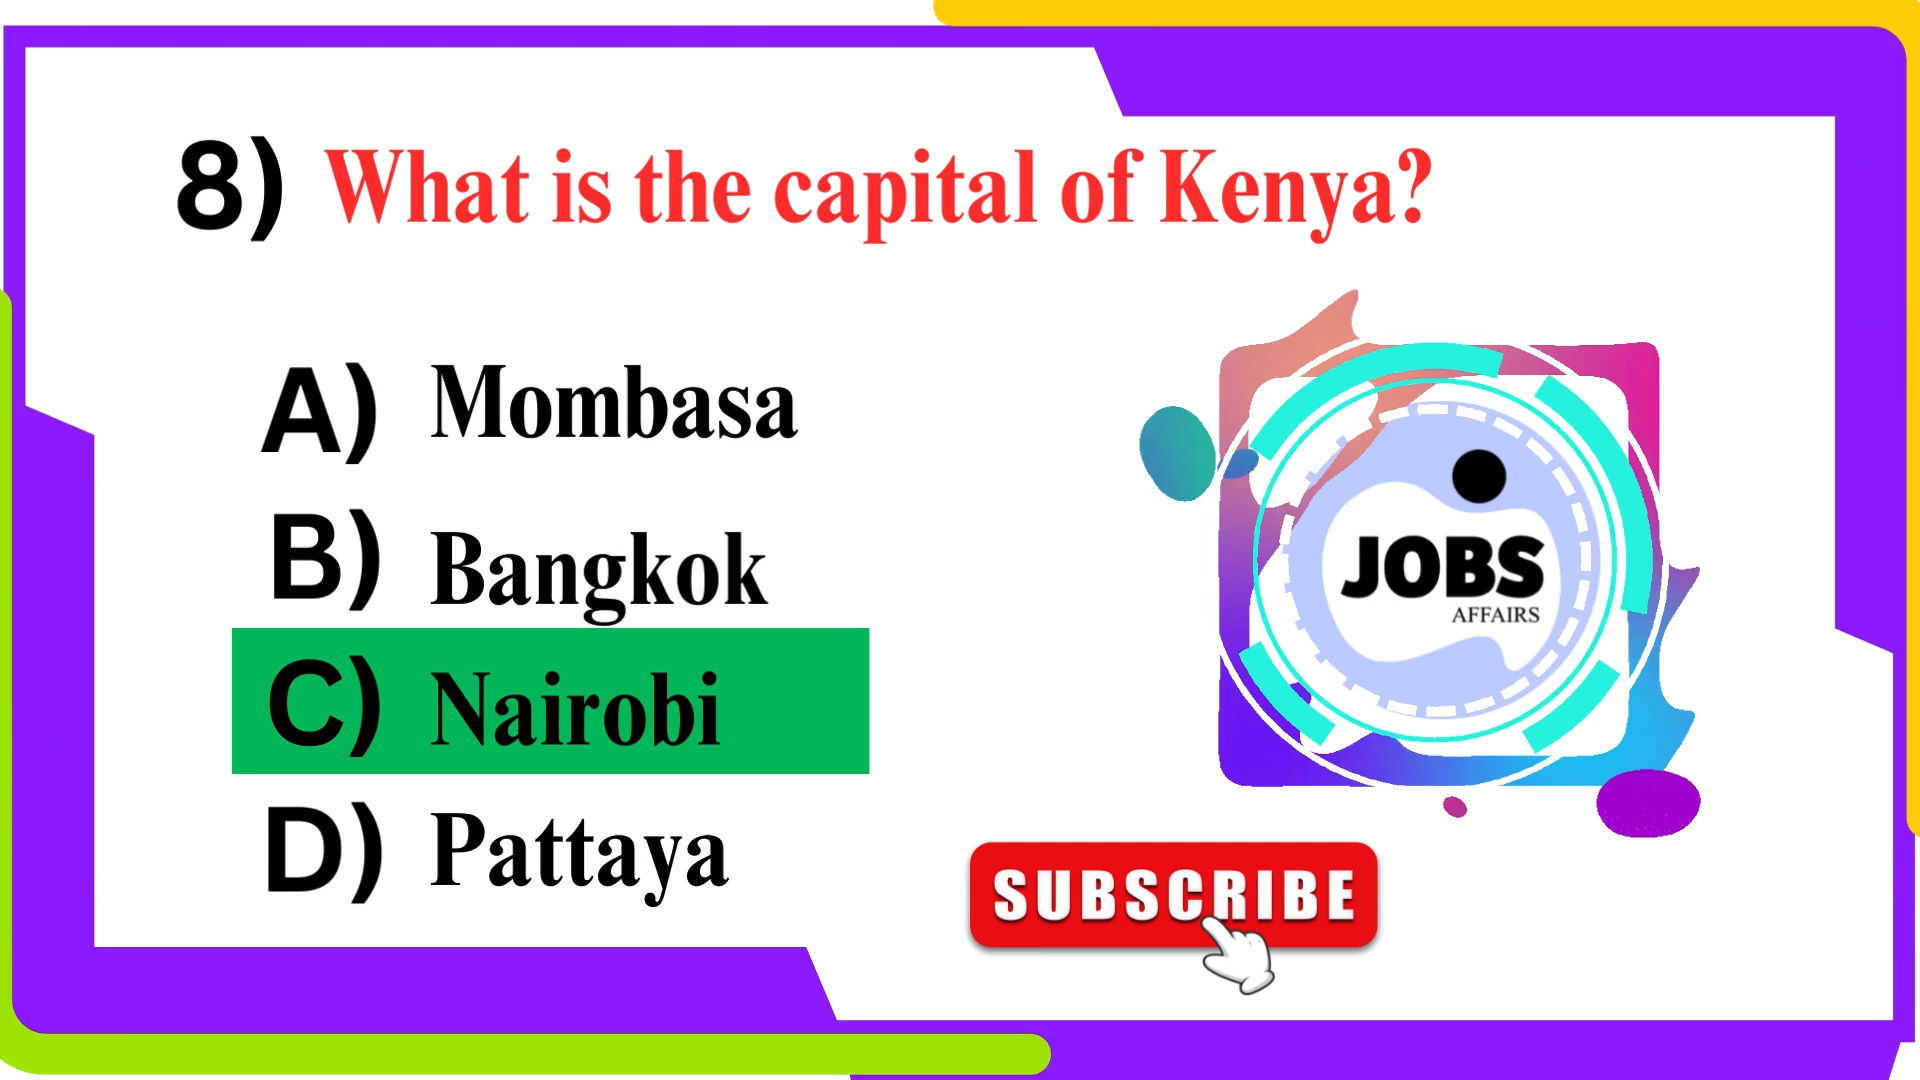 8) What is the capital of Kenya?
A) Mombasa
B) Bangkok
C) Nairobi
D) Pattaya
JOBS
AFFAIRS
SUBSCRIBE